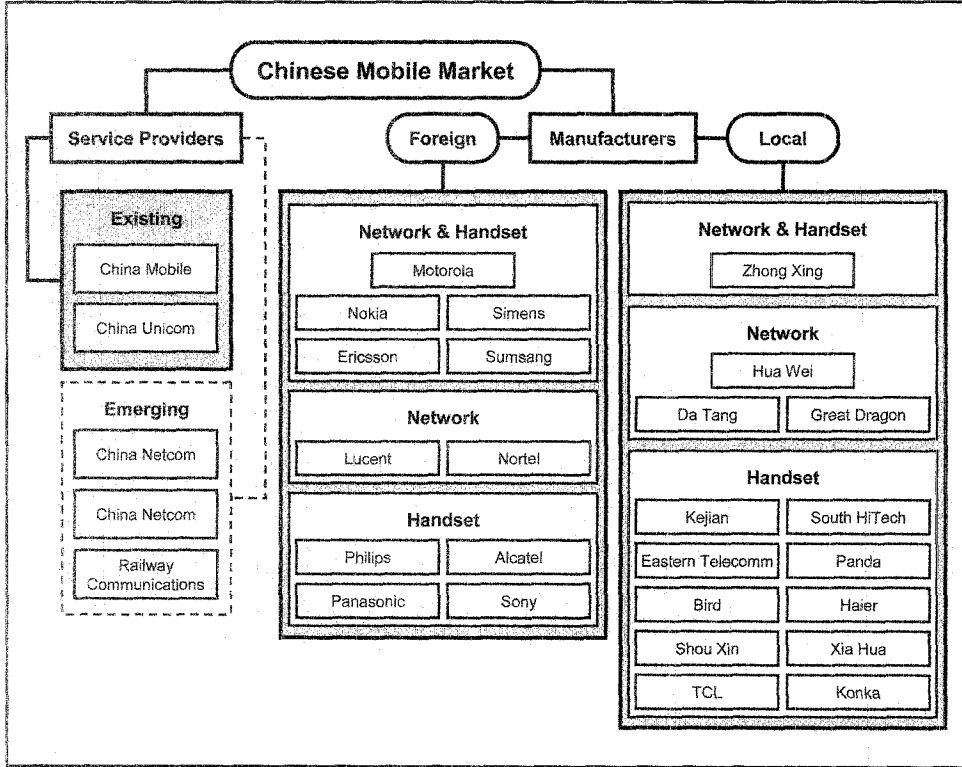 Chinese Mobile Market
Service Providers
Foreign
Manufacturers
Local
Existing
China Mobile
China Unicom
Emerging
China Netcom
China Netcom
Railway
Communications
Network & Handset
Motorola
Nokia
Simens
Ericsson
Sumsang
Network
Lucent
Nortel
Handset
Philips
Alcatel
Panasonic
Sony
Network & Handset
Zhong Xing
Network
Hua Wei
Da Tang
Great Dragon
Handset
Kejian
South HiTech
Eastern Telecomm
Panda
Bird
Haier
Shou Xin
Xia Hua
TCL
Konka